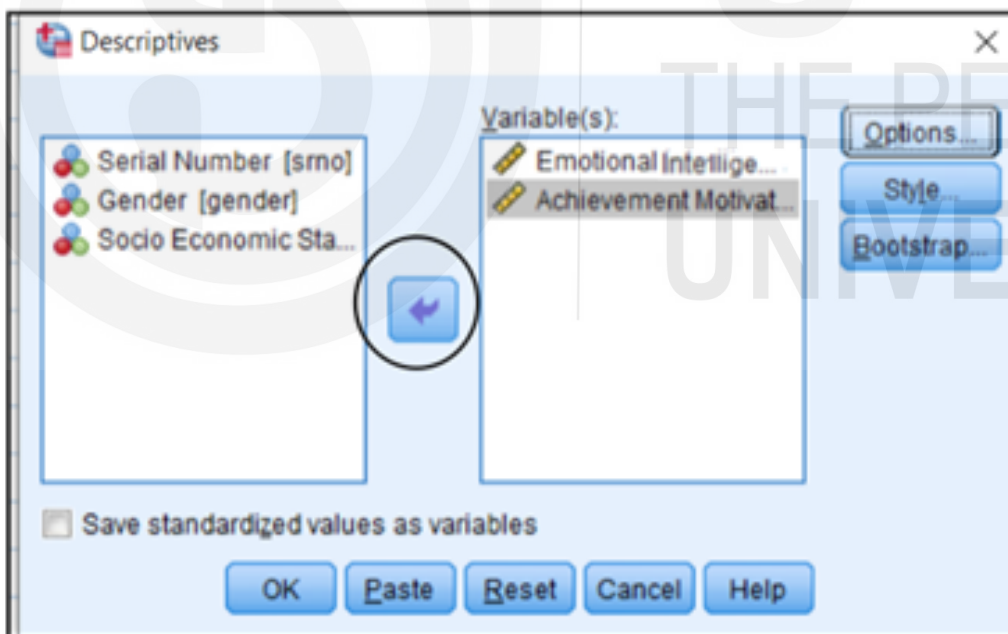 Descriptives
THE PE
UNIVE
Variable(s):
Serial Number [srno]
Gender [gender]
Socio Economic Sta...
Emotional Intellige...
Achievement Motivat...
Options...
Style...
Bootstrap...
Save standardized values as variables
OK Paste Reset Cancel Help